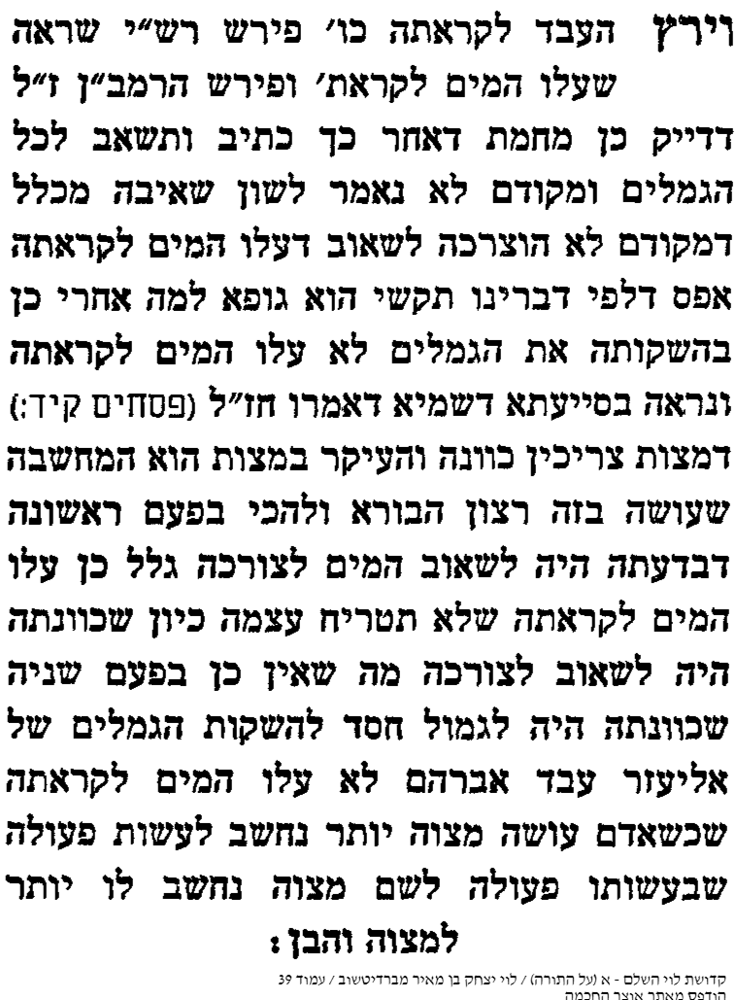 וירץ העבד לקראתה כו׳ פירש רש״י שראה
שעלו המים לקראת׳ ופירש הרמב״ן ז״ל
דדייק כן מחמת דאחר כך כתיב ותשאב לכל
הגמלים ומקודם לא נאמר לשון שאיבה מכלל
דמקודם לא הוצרכה לשאוב דעלו המים לקראתה
אפס דלפי דברינו תקשי הוא גופא למה אחרי כן
בהשקותה את הגמלים לא עלו המים לקראתה
ונראה בסייעתא דשמיא דאמרו חז״ל (פסחים קיד:)
דמצות צריכין כוונה והעיקר במצות הוא המחשבה
שעושה בזה רצון הבורא ולהכי בפעם ראשונה
דבדעתה היה לשאוב המים לצורכה גלל כן עלו
המים לקראתה שלא תטריח עצמה כיון שכוונתה
היה לשאוב לצורכה מה שאין כן בפעם שניה
שכוונתה היה לגמול חסד להשקות הגמלים של
אליעזר עבד אברהם לא עלו המים לקראתה
שכשאדם עושה מצוה יותר נחשב לעשות פעולה
שבעשותו פעולה לשם מצוה נחשב לו יותר
למצוה והבן:
קדושת לוי השלם - א (על התורה) / לוי יצחק בן מאיר מברדיטשוב / עמוד 39
הודפס מאתר אוצר החכמה